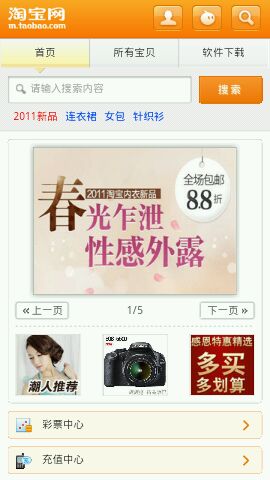 淘宝网
m.taobao.com
首页 所有宝贝 软件下载
请输入搜索内容 搜索
2011新品 连衣裙 女包 针织衫
全场包邮
88折
2011淘宝内衣新品
春光乍泄
性感外露
上一页 1/5 下一页
潮人推荐
感恩特惠精选
多买
多划算
彩票中心
充值中心